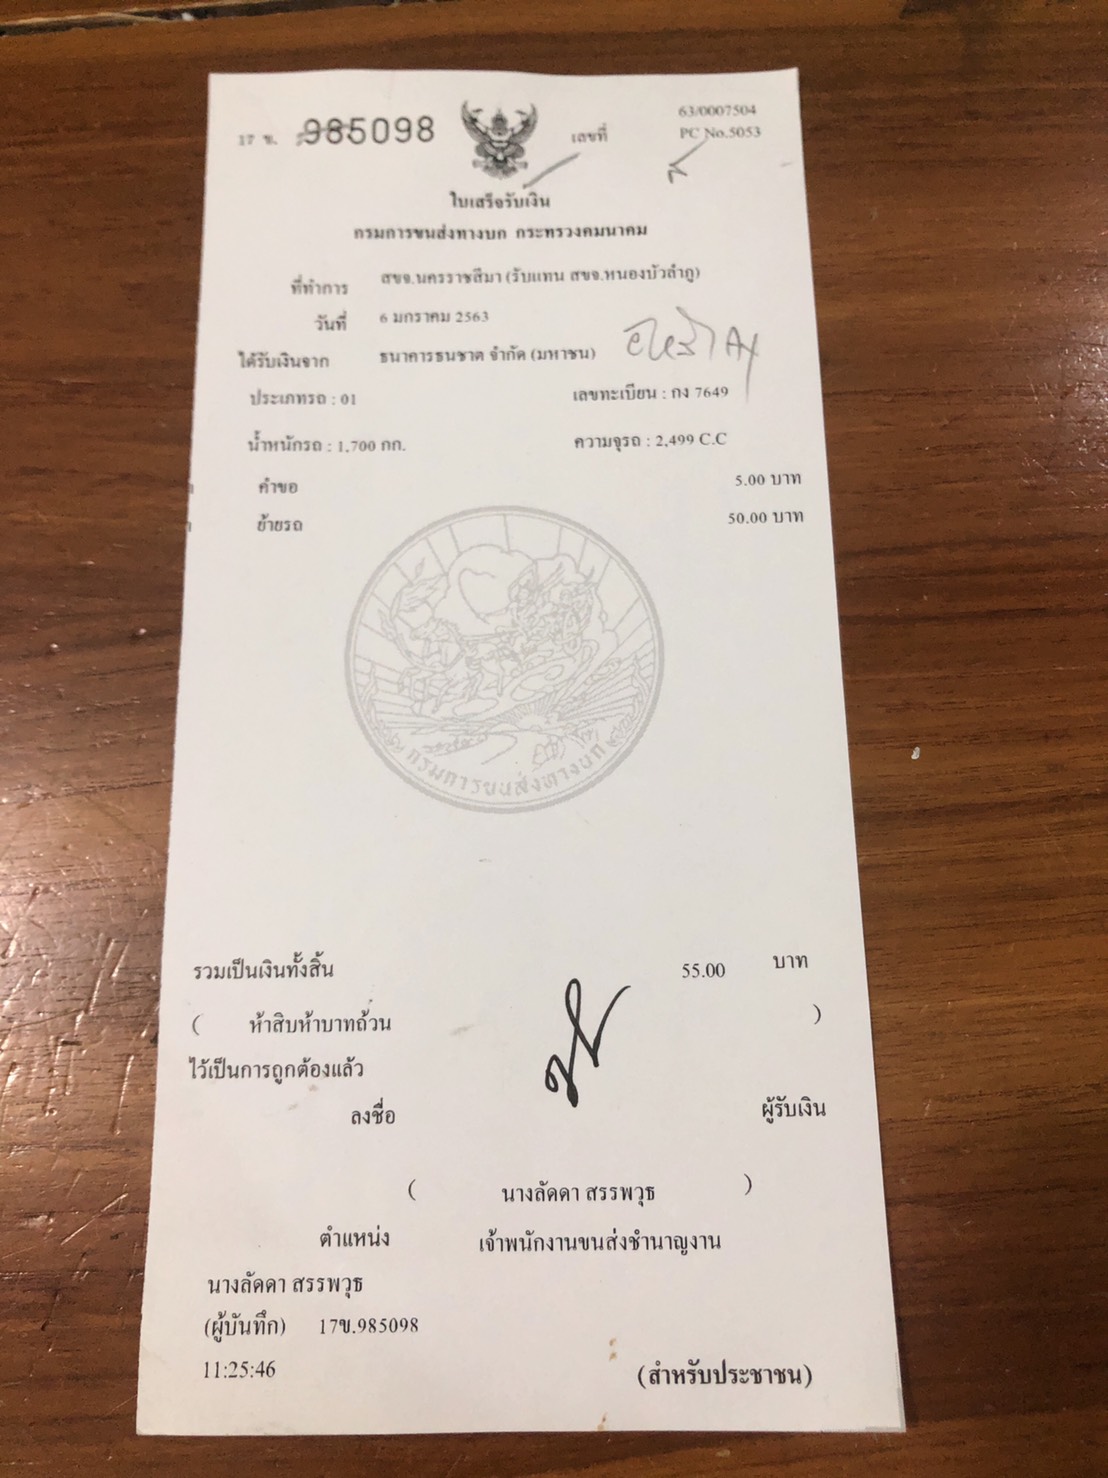 17 ข. 985098
เลขที่
63/0007504
PC No.5053
ใบเสร็จรับเงิน
กรมการขนส่งทางบก กระทรวงคมนาคม
ที่ทำการ สขจ.นครราชสีมา (รับแทน สขจ.หนองบัวลำภู)
วันที่ 6 มกราคม 2563
ได้รับเงินจาก ธนาคารธนชาต จำกัด (มหาชน)
ประเภทรถ : 01 เลขทะเบียน : กง 7649
น้ำหนักรถ : 1,700 กก. ความจุรถ : 2,499 C.C
คำขอ 5.00 บาท
ย้ายรถ 50.00 บาท
กรมการขนส่งทางบก
รวมเป็นเงินทั้งสิ้น 55.00 บาท
( ห้าสิบห้าบาทถ้วน )
ไว้เป็นการถูกต้องแล้ว
ลงชื่อ ผู้รับเงิน
( นางลัดดา สรรพวุธ )
ตำแหน่ง เจ้าพนักงานขนส่งชำนาญงาน
นางลัดดา สรรพวุธ
(ผู้บันทึก) 17ข.985098
11:25:46
(สำหรับประชาชน)